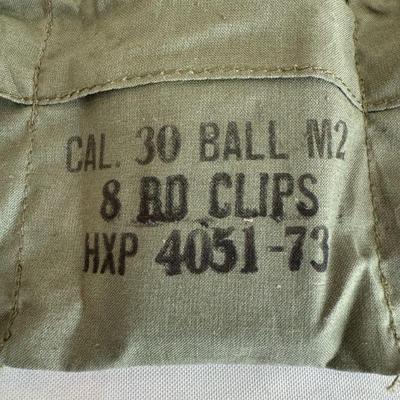 CAL. 30 BALL M2
8 RD CLIPS
HXP 4051-73